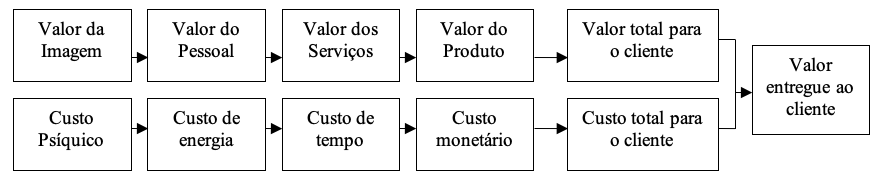 Valor da
Imagem
Valor do
Pessoal
Valor dos
Serviços
Valor do
Produto
Valor total para
o cliente
Custo
Psíquico
Custo de
energia
Custo de
tempo
Custo
monetário
Custo total para
o cliente
Valor
entregue ao
cliente